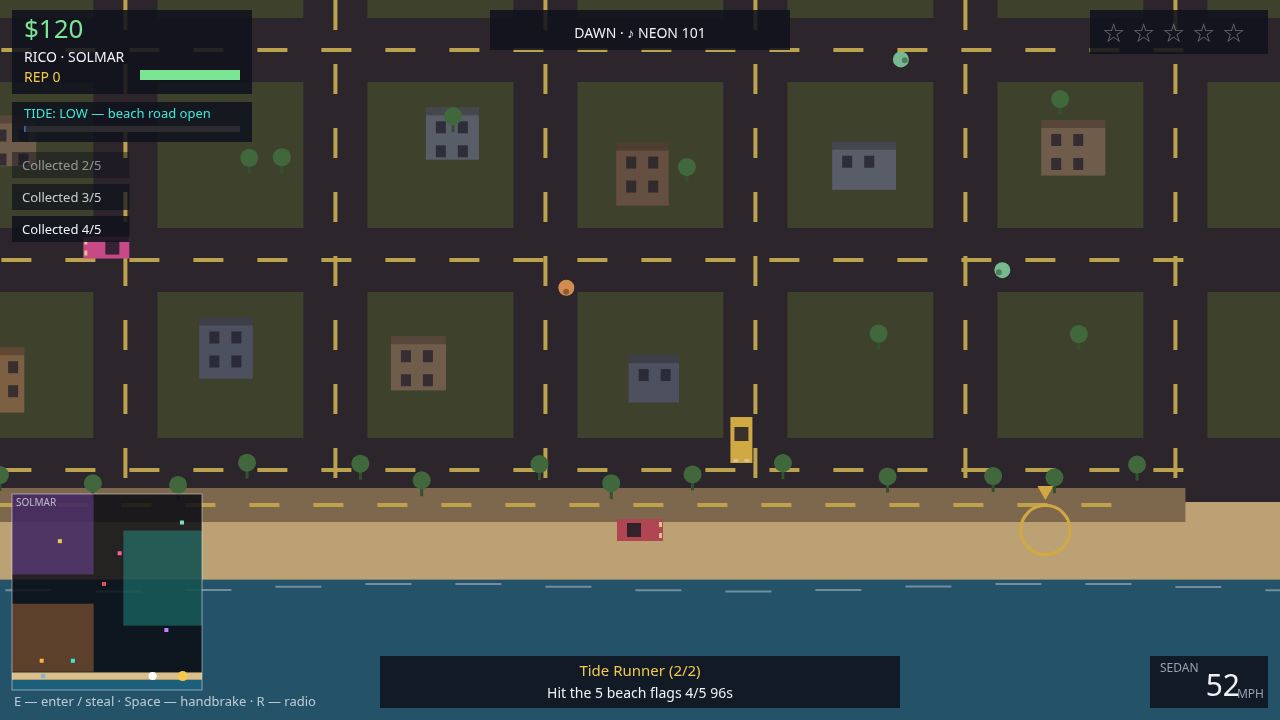 $120
RICO · SOLMAR
REP 0
TIDE: LOW — beach road open
Collected 2/5
Collected 3/5
Collected 4/5
DAWN · ♪ NEON 101
☆ ☆ ☆ ☆ ☆
SOLMAR
E — enter / steal · Space — handbrake · R — radio
Tide Runner (2/2)
Hit the 5 beach flags 4/5 96s
SEDAN
52 MPH